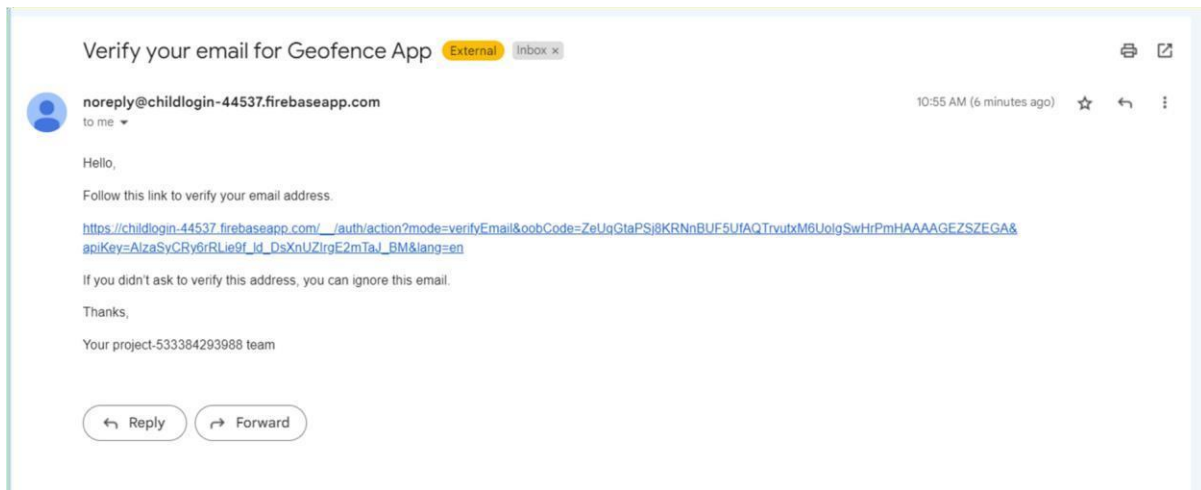 Verify your email for Geofence App External Inbox ×
noreply@childlogin-44537.firebaseapp.com 10:55 AM (6 minutes ago)
to me
Hello,
Follow this link to verify your email address.
https://childlogin-44537.firebaseapp.com/__/auth/action?mode=verifyEmail&oobCode=ZeUqGtaPSj8KRNnBUF5UfAQTrvutxM6UoIgSwHrPmHAAAAGEZSZEGA&
apiKey=AIzaSyCRy6rRLie9f_Id_DsXnUZIrgE2mTaJ_BM&lang=en
If you didn't ask to verify this address, you can ignore this email.
Thanks,
Your project-533384293988 team
Reply Forward